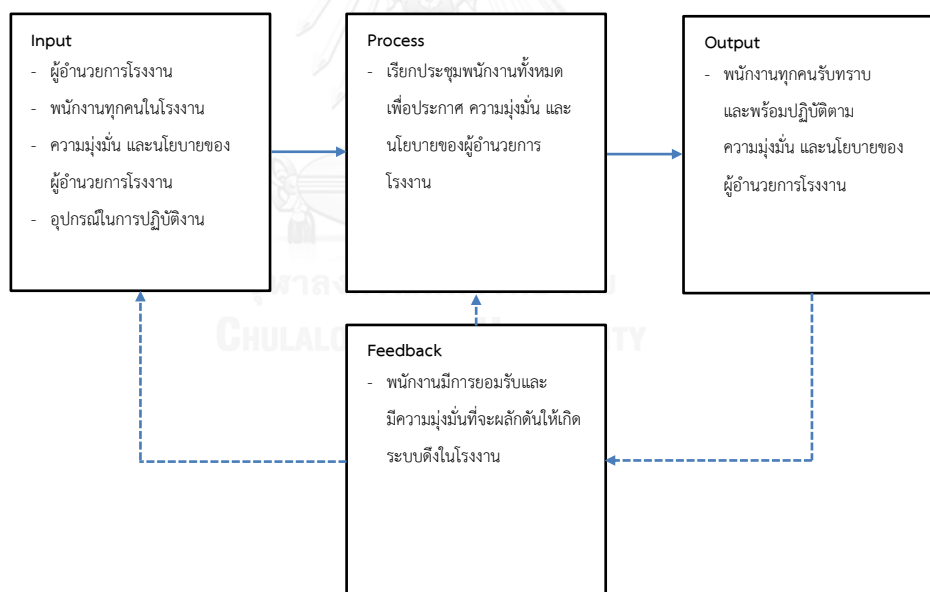 Input
- ผู้อำนวยการโรงงาน
- พนักงานทุกคนในโรงงาน
- ความมุ่งมั่น และนโยบายของ
ผู้อำนวยการโรงงาน
- อุปกรณ์ในการปฏิบัติงาน
Process
- เรียกประชุมพนักงานทั้งหมด
เพื่อประกาศ ความมุ่งมั่น และ
นโยบายของผู้อำนวยการ
โรงงาน
Output
- พนักงานทุกคนรับทราบ
และพร้อมปฏิบัติตาม
ความมุ่งมั่น และนโยบายของ
ผู้อำนวยการโรงงาน
Feedback
- พนักงานมีการยอมรับและ
มีความมุ่งมั่นที่จะผลักดันให้เกิด
ระบบดึงในโรงงาน